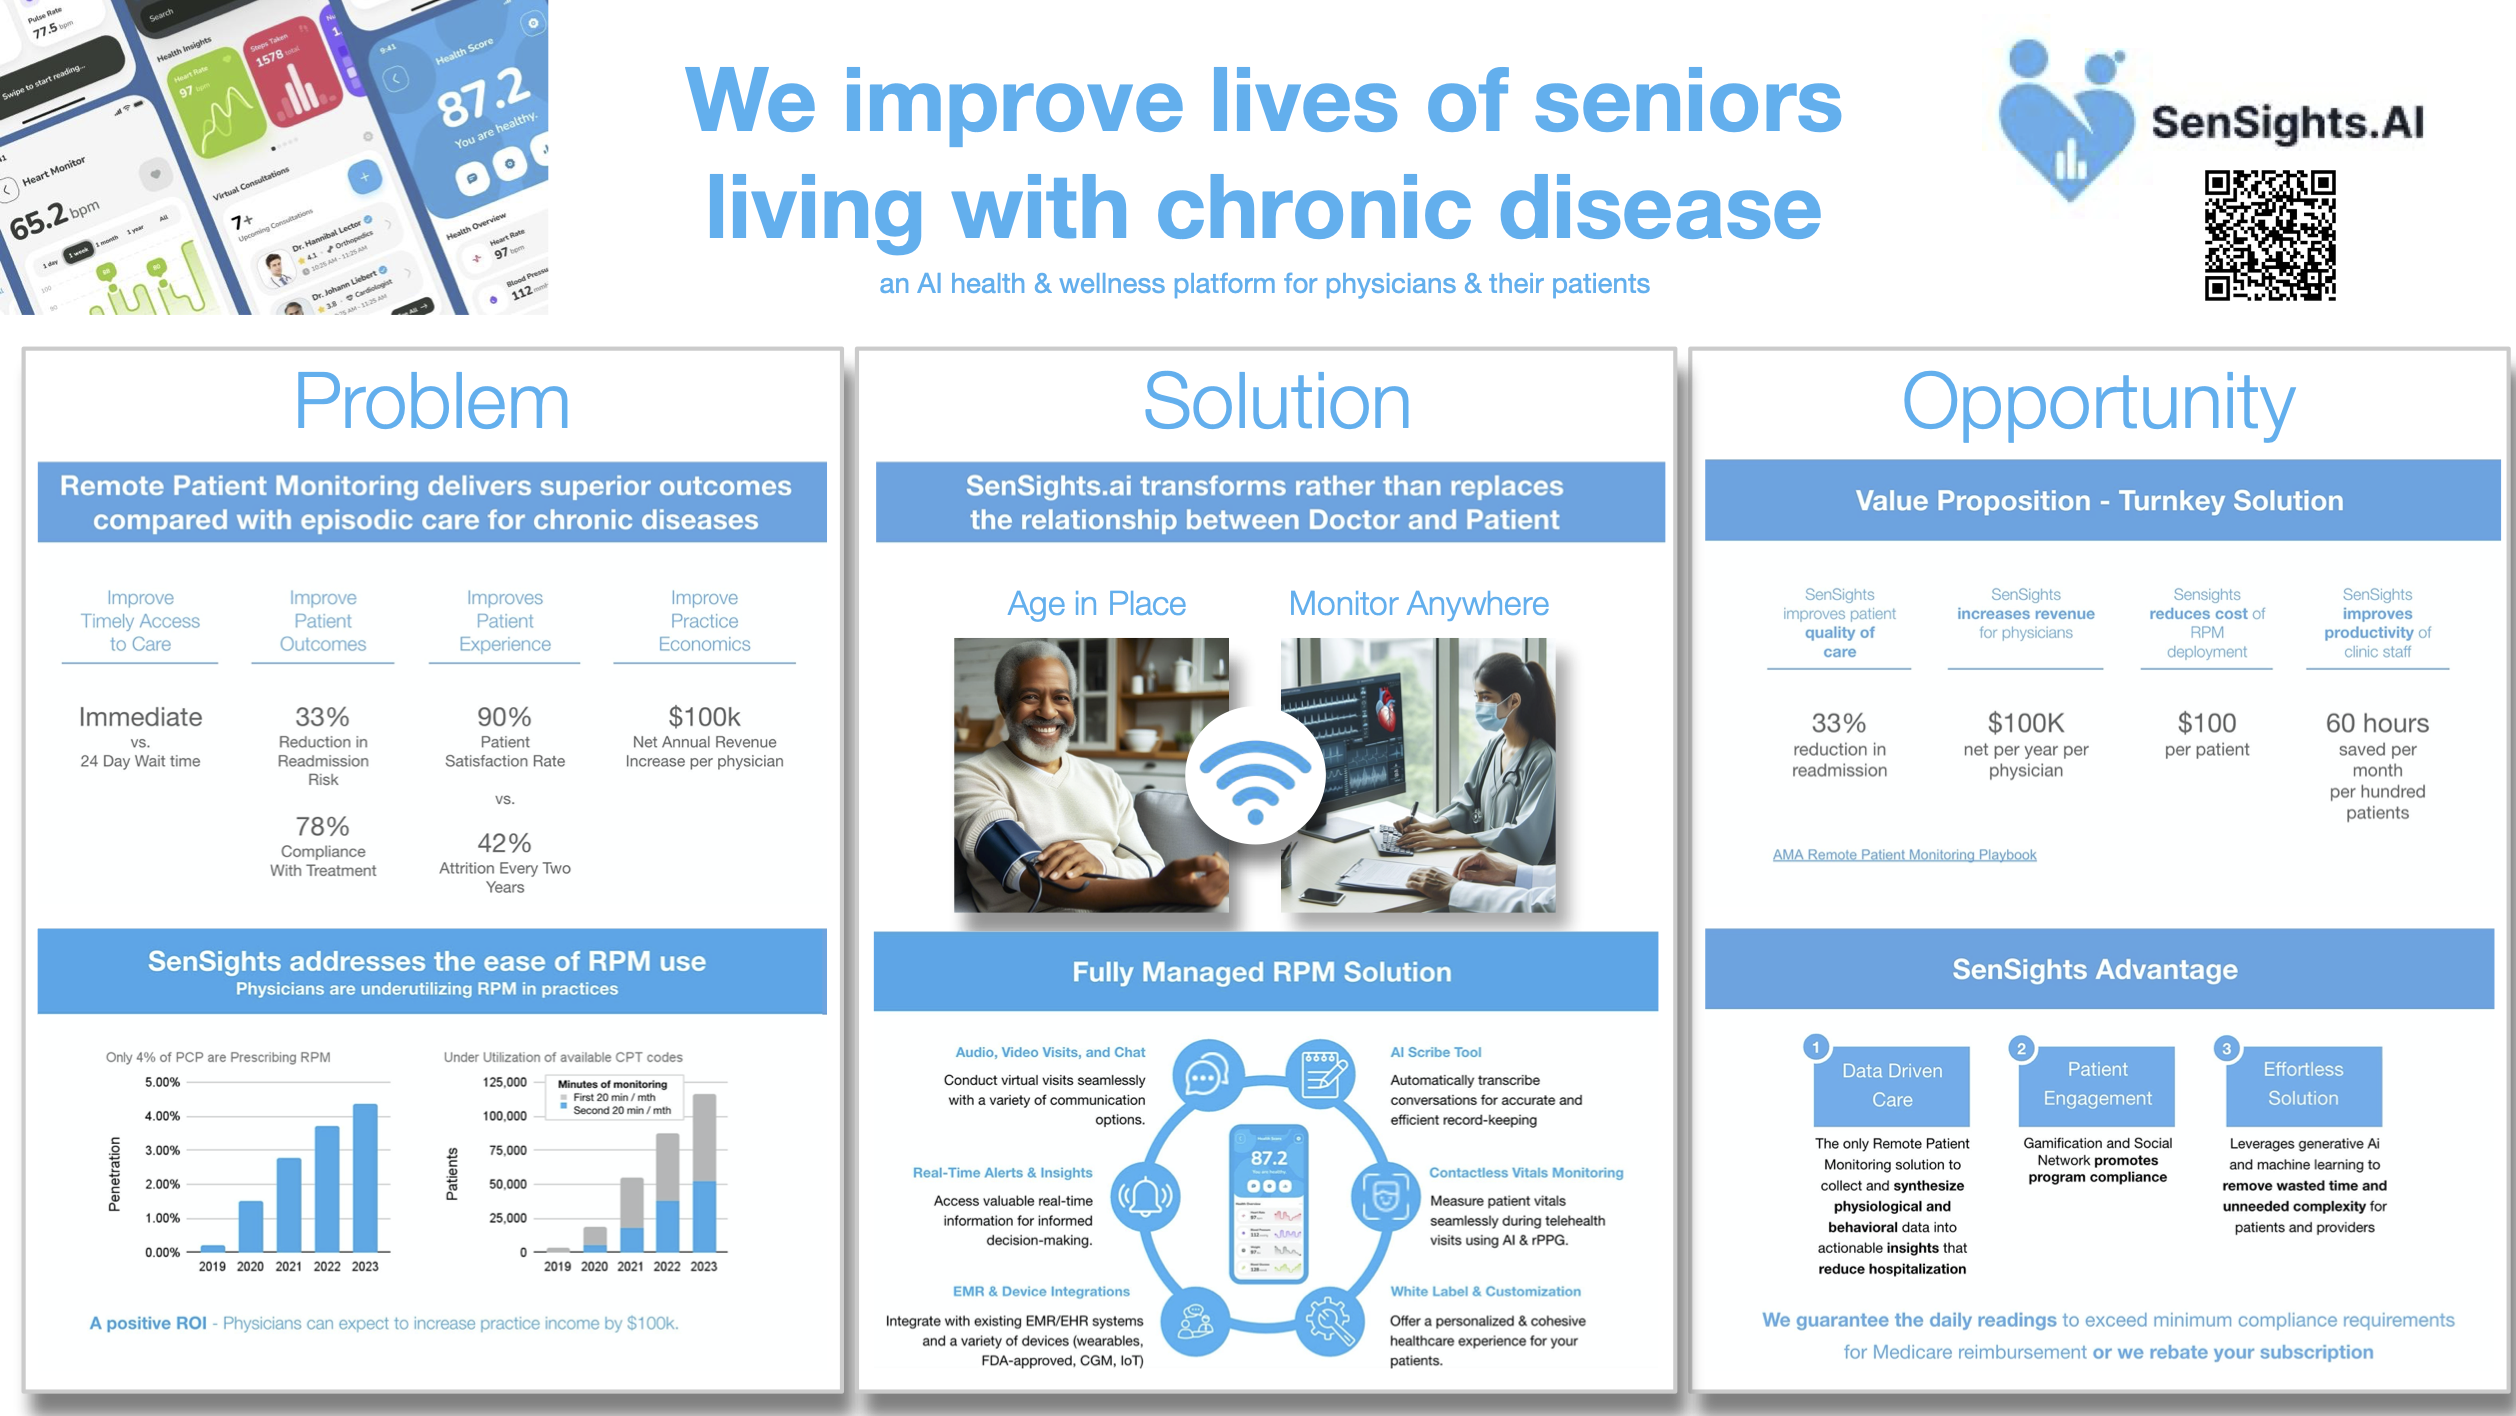 Pulse Rate
77.5 bpm
Swipe to start reading...
Heart Monitor
65.2 bpm
1 day 1 week 1 month 1 year All
100
Search
Health Insights
Heart Rate
97 bpm
Steps Taken
1578 total
Virtual Consultations
7+
Upcoming Consultations
Dr. Hannibal Lector
4.1 Orthopedics
10:25 AM - 11:25 AM
Dr. Johann Liebert
3.8 Cardiologist
9:41
Health Score
87.2
You are healthy.
Health Overview
Heart Rate
97 bpm
Blood Pressu
112
We improve lives of seniors
living with chronic disease
an AI health & wellness platform for physicians & their patients
SenSights.AI
Problem
Remote Patient Monitoring delivers superior outcomes
compared with episodic care for chronic diseases
Improve
Timely Access
to Care
Immediate
vs.
24 Day Wait time
Improve
Patient
Outcomes
33%
Reduction in
Readmission
Risk
78%
Compliance
With Treatment
Improves
Patient
Experience
90%
Patient
Satisfaction Rate
vs.
42%
Attrition Every Two
Years
Improve
Practice
Economics
$100k
Net Annual Revenue
Increase per physician
SenSights addresses the ease of RPM use
Physicians are underutilizing RPM in practices
Only 4% of PCP are Prescribing RPM
Penetration
5.00%
4.00%
3.00%
2.00%
1.00%
0.00%
2019 2020 2021 2022 2023
Under Utilization of available CPT codes
Minutes of monitoring
First 20 min / mth
Second 20 min / mth
Patients
125,000
100,000
75,000
50,000
25,000
0
2019 2020 2021 2022 2023
A positive ROI - Physicians can expect to increase practice income by $100k.
Solution
SenSights.ai transforms rather than replaces
the relationship between Doctor and Patient
Age in Place
Monitor Anywhere
Fully Managed RPM Solution
Audio, Video Visits, and Chat
Conduct virtual visits seamlessly
with a variety of communication
options.
Real-Time Alerts & Insights
Access valuable real-time
information for informed
decision-making.
EMR & Device Integrations
Integrate with existing EMR/EHR systems
and a variety of devices (wearables,
FDA-approved, CGM, IoT)
87.2
AI Scribe Tool
Automatically transcribe
conversations for accurate and
efficient record-keeping
Contactless Vitals Monitoring
Measure patient vitals
seamlessly during telehealth
visits using AI & rPPG.
White Label & Customization
Offer a personalized & cohesive
healthcare experience for your
patients.
Opportunity
Value Proposition - Turnkey Solution
SenSights
improves patient
quality of
care
33%
reduction in
readmission
SenSights
increases revenue
for physicians
$100K
net per year per
physician
Sensights
reduces cost of
RPM
deployment
$100
per patient
SenSights
improves
productivity of
clinic staff
60 hours
saved per
month
per hundred
patients
AMA Remote Patient Monitoring Playbook
SenSights Advantage
1
Data Driven
Care
The only Remote Patient
Monitoring solution to
collect and synthesize
physiological and
behavioral data into
actionable insights that
reduce hospitalization
2
Patient
Engagement
Gamification and Social
Network promotes
program compliance
3
Effortless
Solution
Leverages generative Ai
and machine learning to
remove wasted time and
unneeded complexity for
patients and providers
We guarantee the daily readings to exceed minimum compliance requirements
for Medicare reimbursement or we rebate your subscription